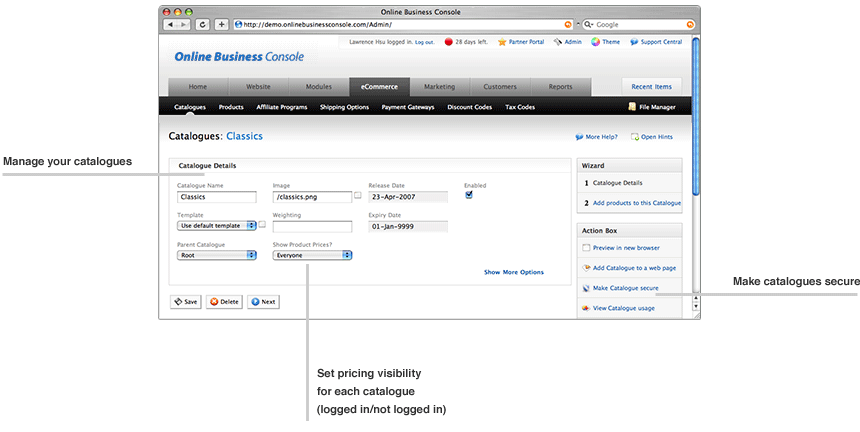 Online Business Console
http://demo.onlinebusinessconsole.com/Admin/
Google
Lawrence Hsu logged in. Log out.
28 days left.
Partner Portal
Admin
Theme
Support Central
Online Business Console
Home
Website
Modules
eCommerce
Marketing
Customers
Reports
Recent Items
Catalogues
Products
Affiliate Programs
Shipping Options
Payment Gateways
Discount Codes
Tax Codes
File Manager
Catalogues: Classics
More Help?
Open Hints
Manage your catalogues
Catalogue Details
Catalogue Name
Image
Release Date
Enabled
Classics
/classics.png
23-Apr-2007
Template
Weighting
Expiry Date
Use default template
01-Jan-9999
Parent Catalogue
Show Product Prices?
Root
Everyone
Show More Options
Save
Delete
Next
Wizard
1 Catalogue Details
2 Add products to this Catalogue
Action Box
Preview in new browser
Add Catalogue to a web page
Make Catalogue secure
View Catalogue usage
Make catalogues secure
Set pricing visibility
for each catalogue
(logged in/not logged in)